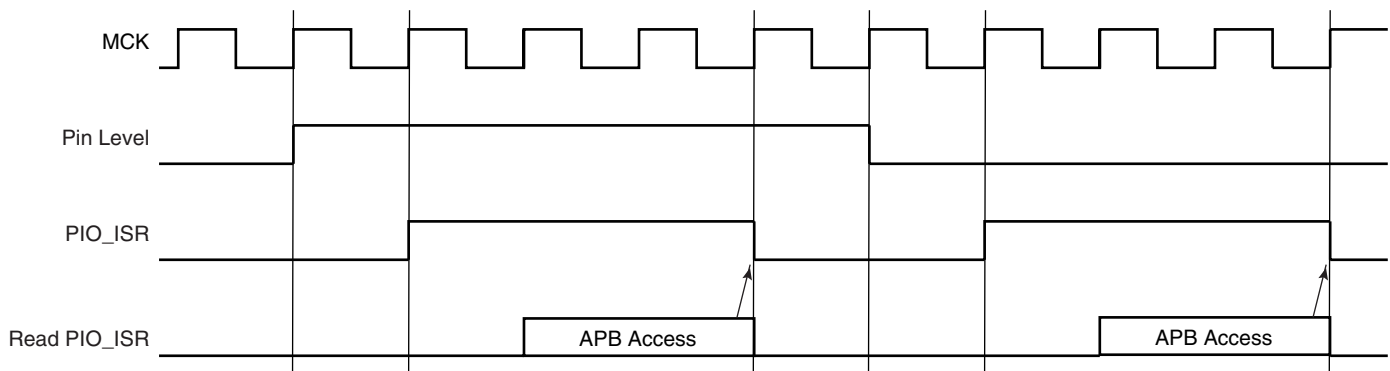 MCK
Pin Level
PIO_ISR
Read PIO_ISR
APB Access
APB Access